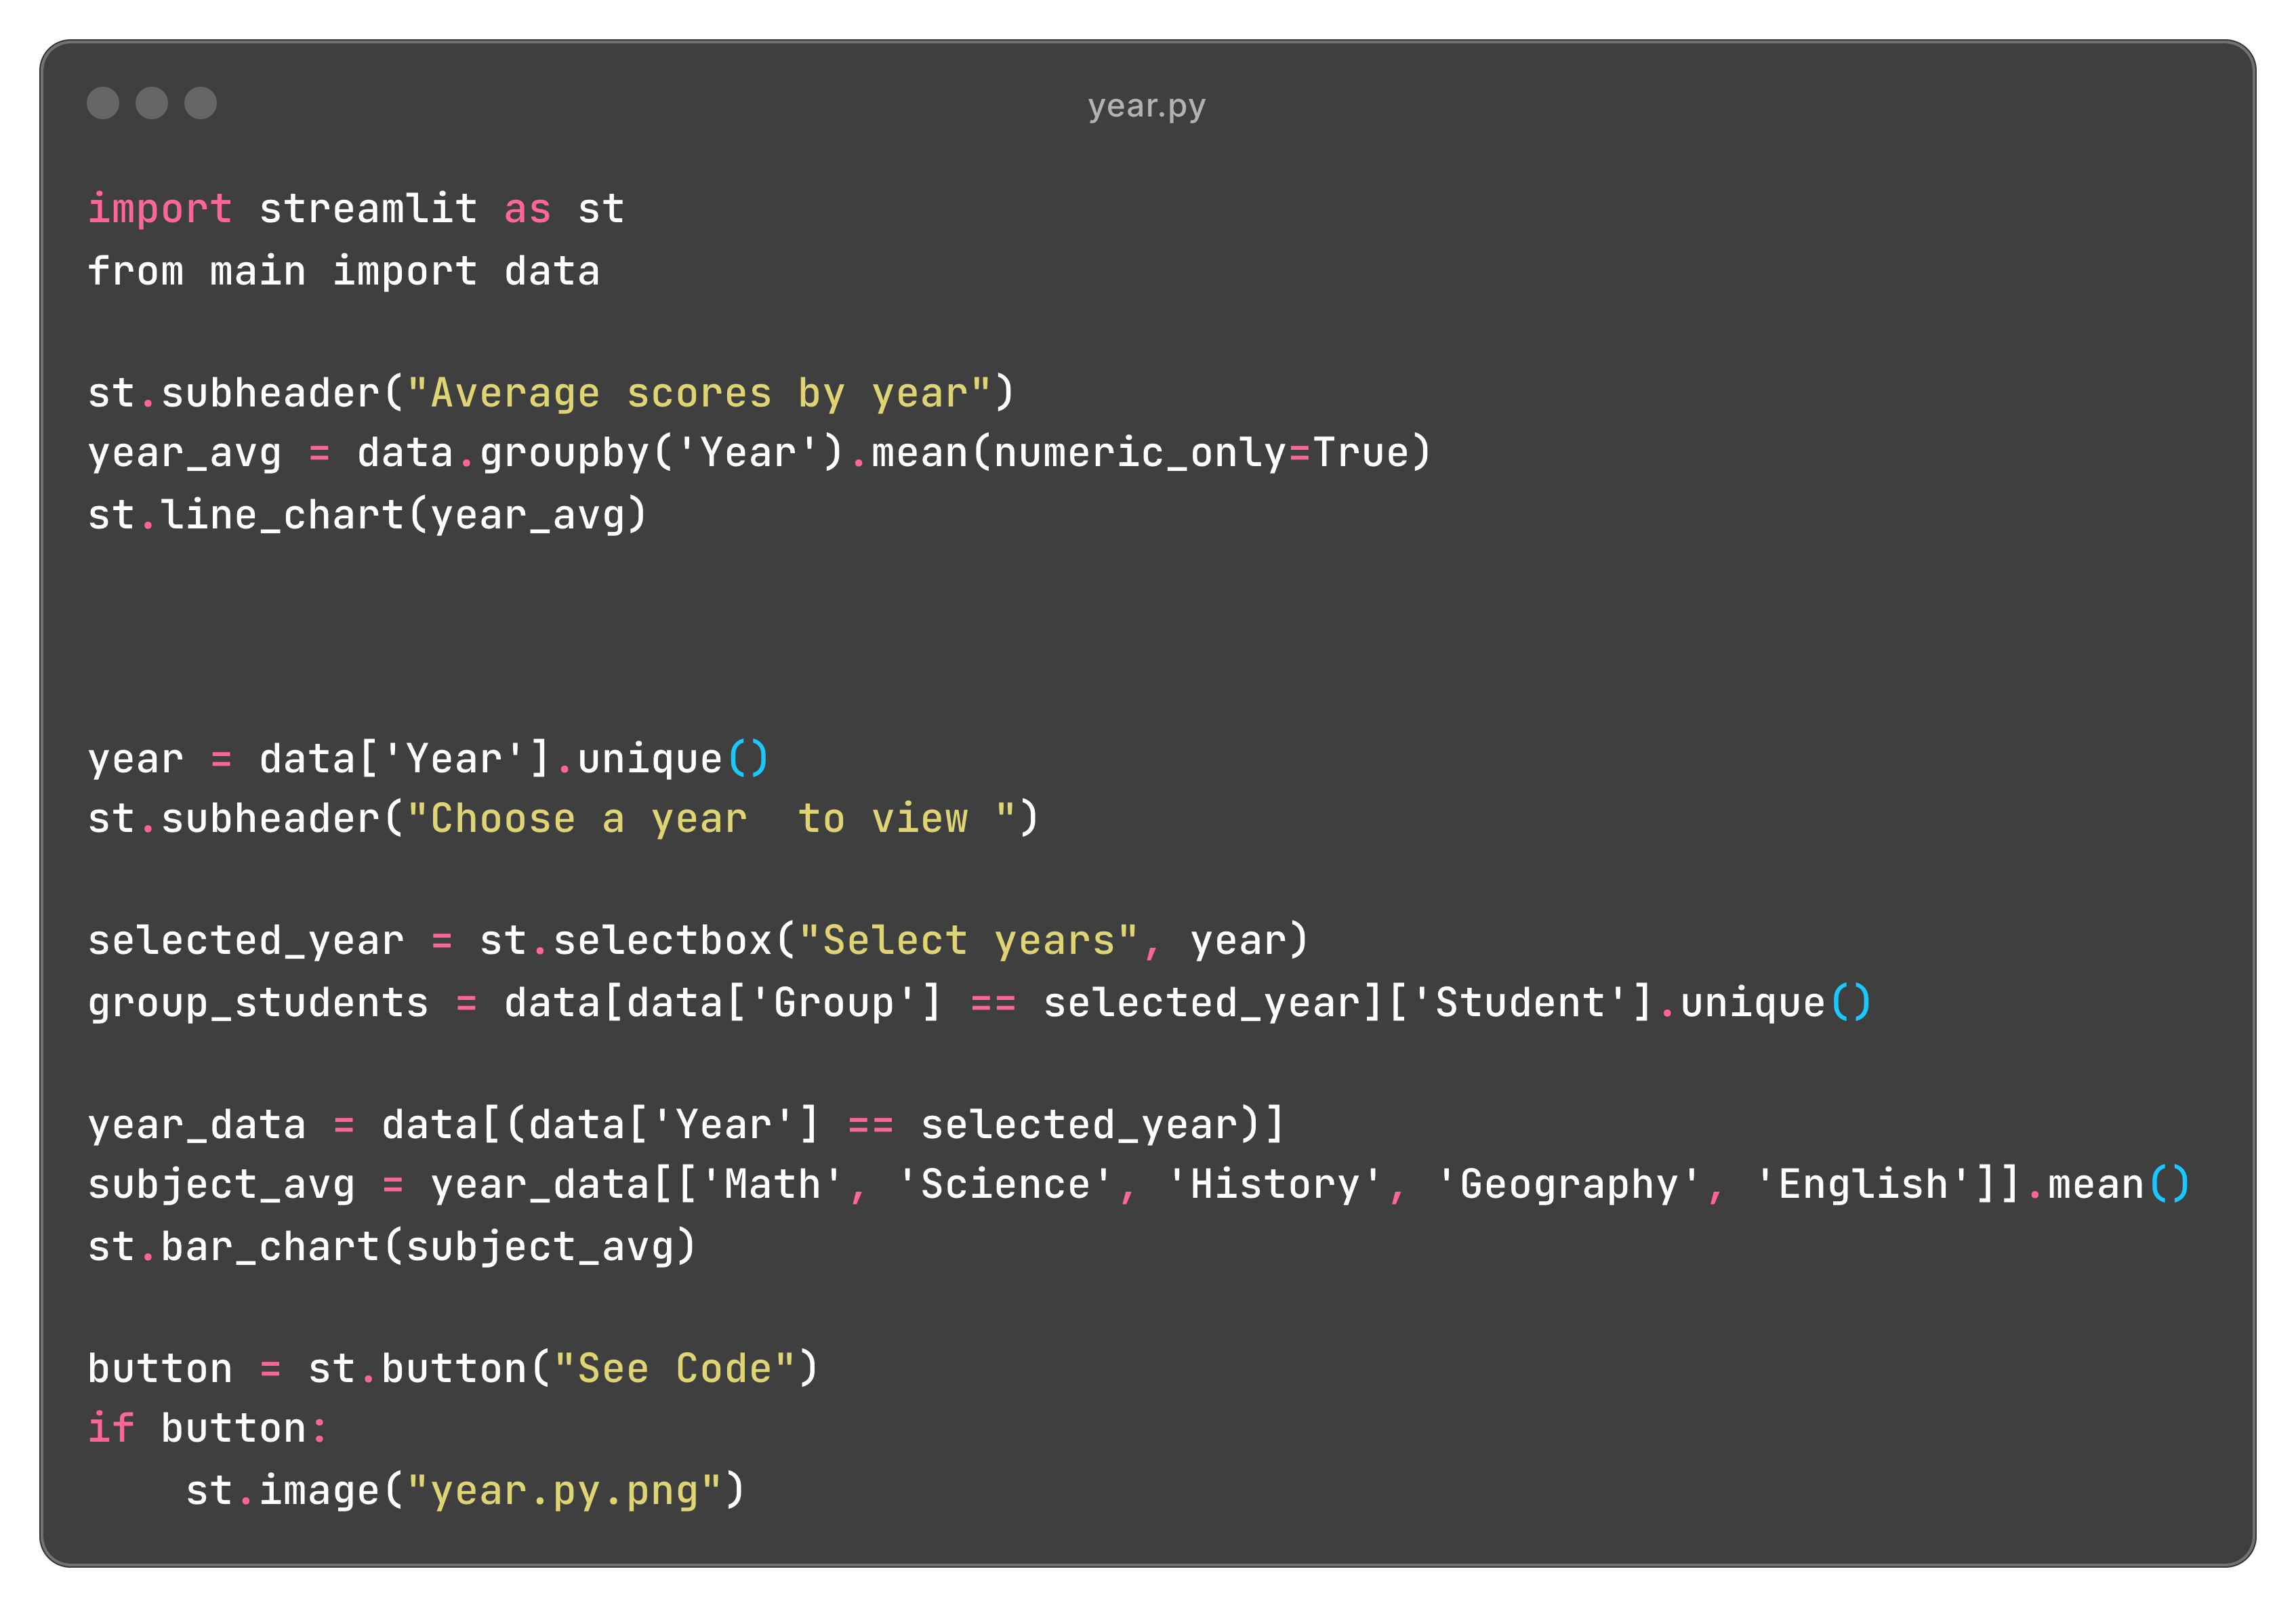 year.py
import streamlit as st
from main import data
st.subheader("Average scores by year")
year_avg = data.groupby('Year').mean(numeric_only=True)
st.line_chart(year_avg)
year = data['Year'].unique()
st.subheader("Choose a year  to view ")
selected_year = st.selectbox("Select years", year)
group_students = data[data['Group'] == selected_year]['Student'].unique()
year_data = data[(data['Year'] == selected_year)]
subject_avg = year_data[['Math', 'Science', 'History', 'Geography', 'English']].mean()
st.bar_chart(subject_avg)
button = st.button("See Code")
if button:
    st.image("year.py.png")